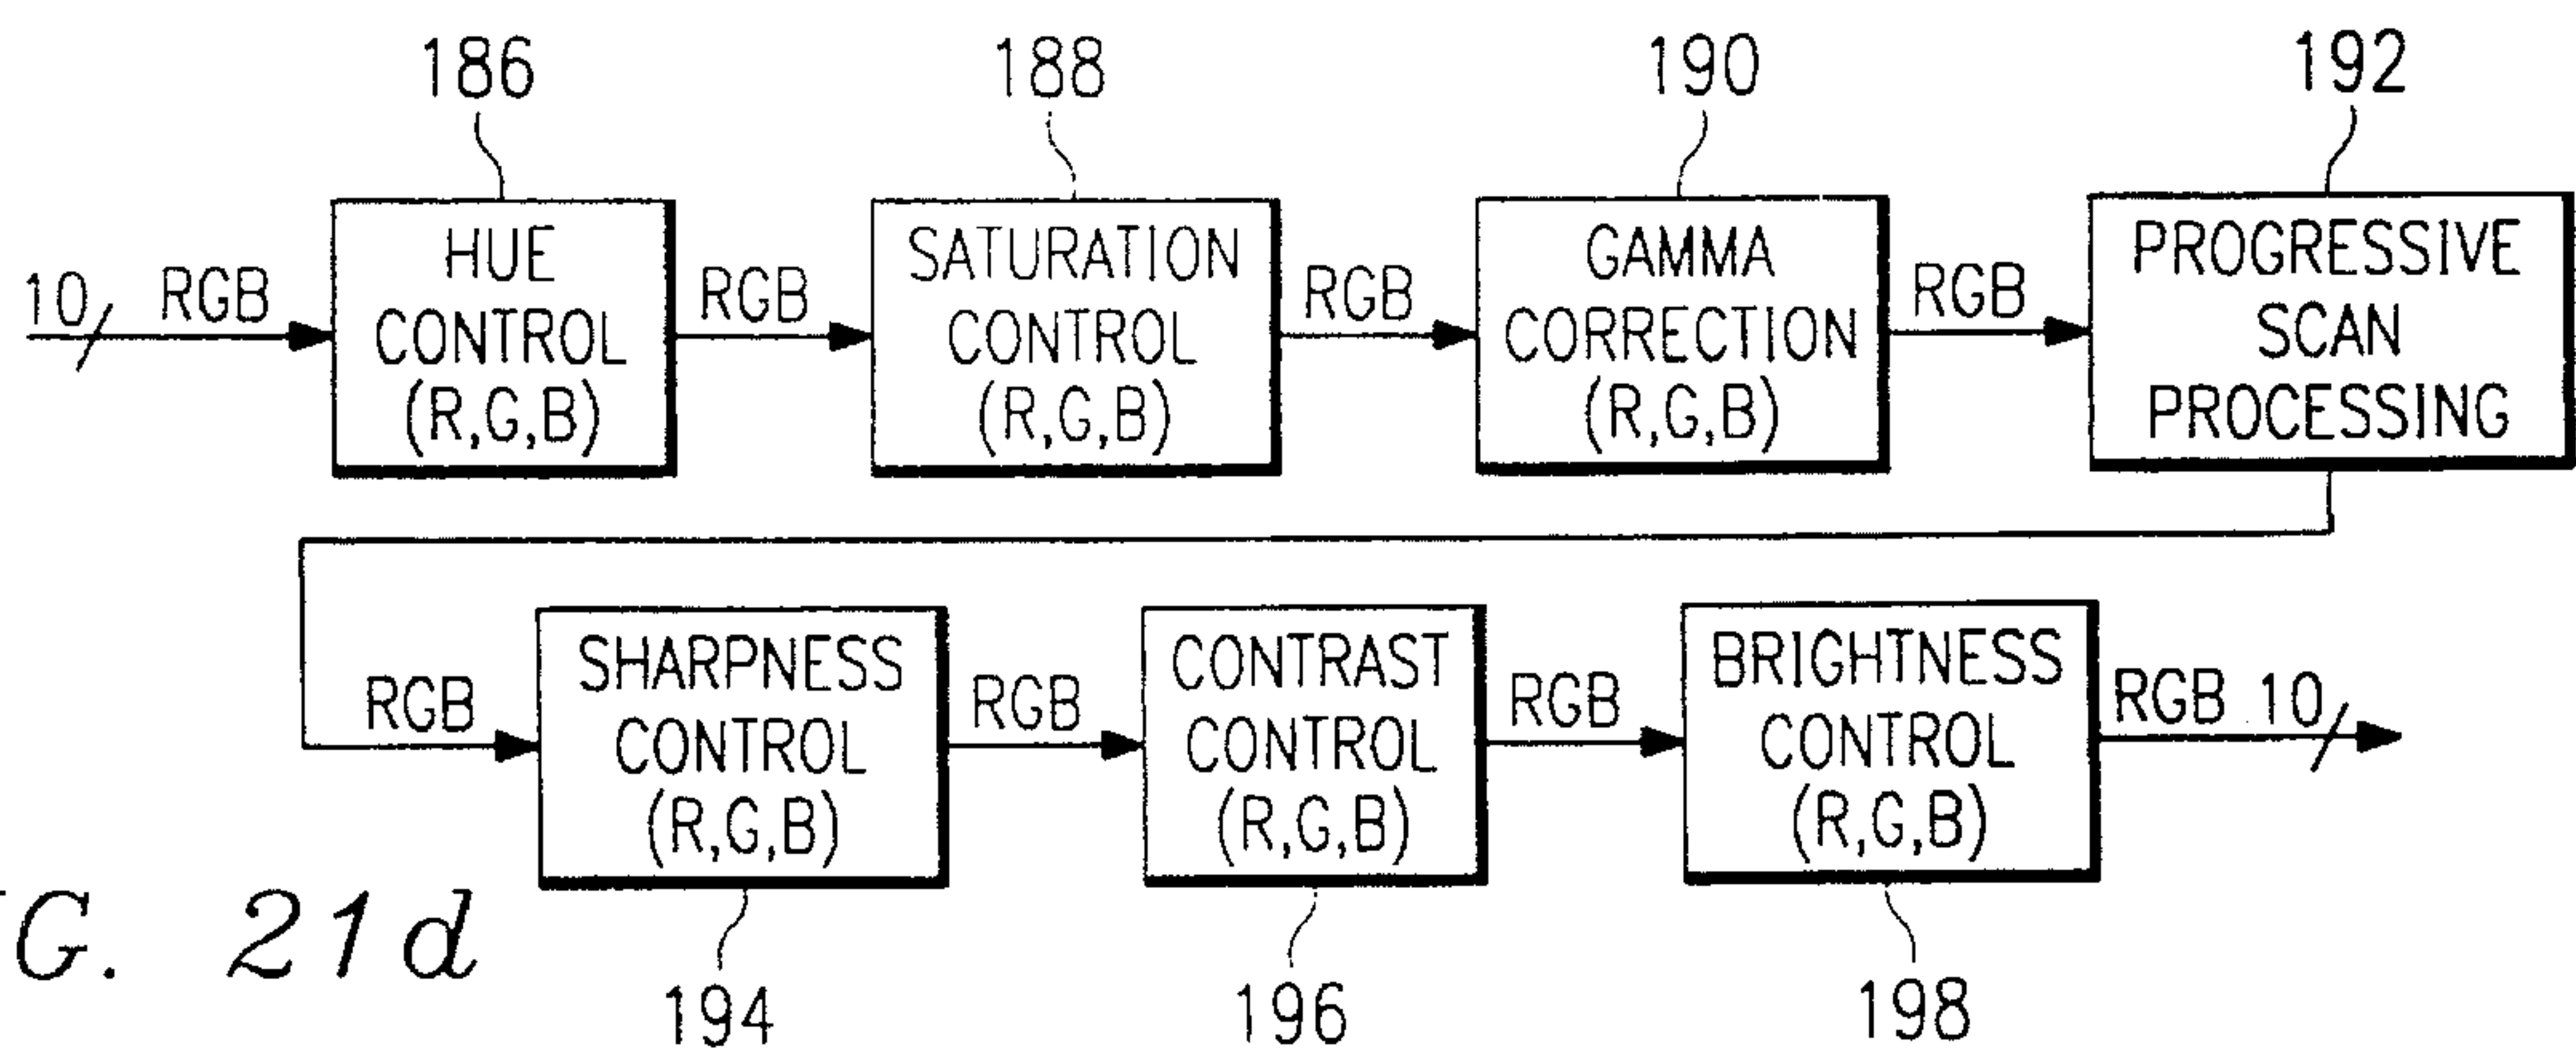 186
188
190
192
10
RGB
HUE
CONTROL
(R,G,B)
RGB
SATURATION
CONTROL
(R,G,B)
RGB
GAMMA
CORRECTION
(R,G,B)
RGB
PROGRESSIVE
SCAN
PROCESSING
RGB
SHARPNESS
CONTROL
(R,G,B)
RGB
CONTRAST
CONTROL
(R,G,B)
RGB
BRIGHTNESS
CONTROL
(R,G,B)
RGB 10
194
196
198
G. 21d